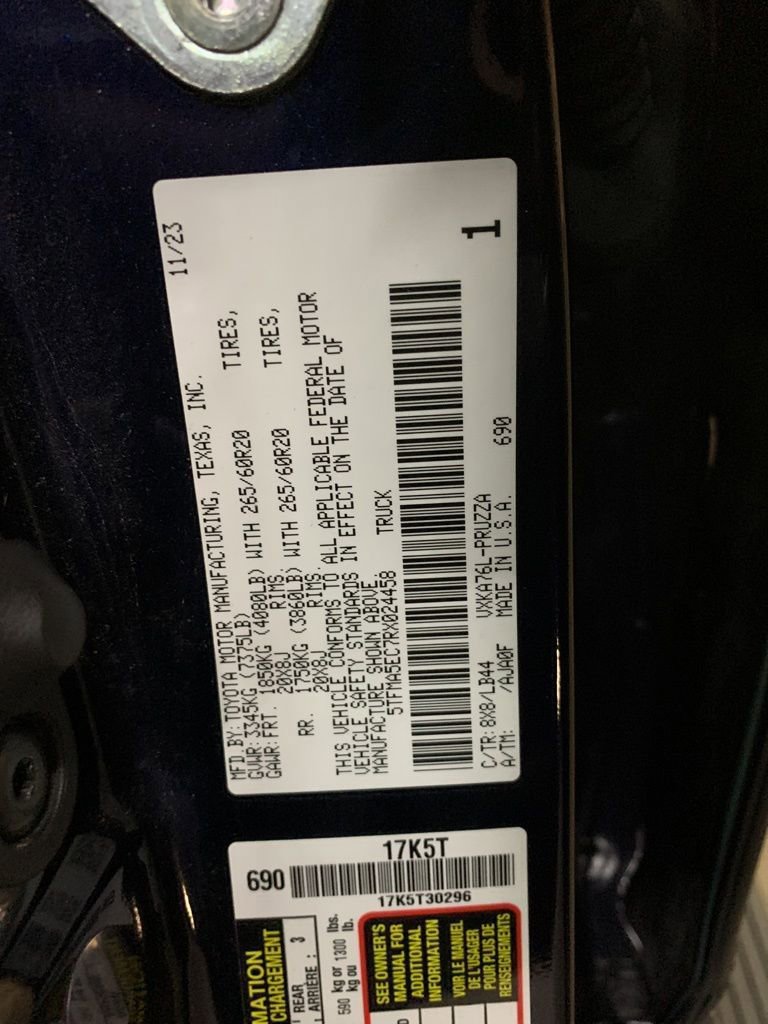 MFD.BY:TOYOTA MOTOR MANUFACTURING, TEXAS, INC. 11/23
GVWR:3345KG (7375LB)
GAWR:FRT. 1850KG (4080LB) WITH 265/60R20 TIRES,
20X8J RIMS.
RR. 1750KG (3860LB) WITH 265/60R20 TIRES,
20X8J RIMS.
THIS VEHICLE CONFORMS TO ALL APPLICABLE FEDERAL MOTOR
VEHICLE SAFETY STANDARDS IN EFFECT ON THE DATE OF
MANUFACTURE SHOWN ABOVE.
5TFMA5EC7RX024458 TRUCK
1
C/TR:8X8/LB44 VXKA76L-PRUZZA
A/TM: /AJA0F MADE IN U.S.A. 690
17K5T
690
17K5T30296
MATION
CHARGEMENT
REAR
ARRIERE : 3
590 kg or 1300 lbs.
kg ou lb.
SEE OWNER'S
MANUAL FOR
ADDITIONAL
INFORMATION
VOIR LE MANUEL
DE L'USAGER
POUR PLUS DE
RENSEIGNEMENTS